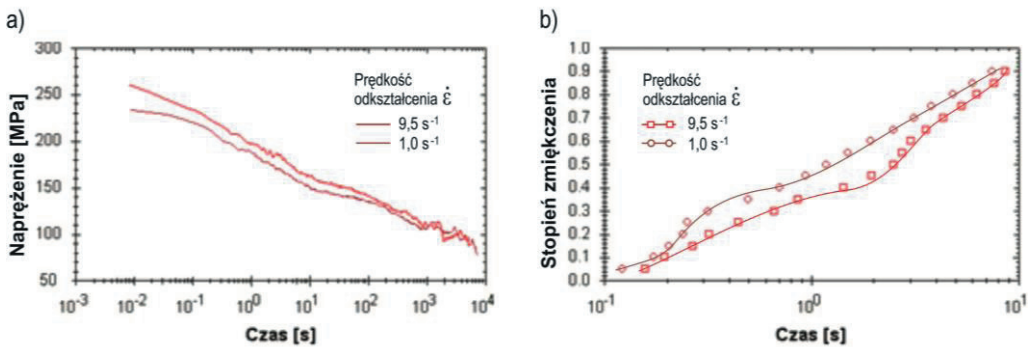 a)
Naprężenie [MPa]
300
250
200
150
100
50
10-3
10-2
10-1
100
101
102
103
104
Czas [s]
Prędkość
odkształcenia ε̇
9,5 s-1
1,0 s-1
b)
Stopień zmiękczenia
1.0
0.9
0.8
0.7
0.6
0.5
0.4
0.3
0.2
0.1
0.0
10-1
100
101
Czas [s]
Prędkość
odkształcenia ε̇
9,5 s-1
1,0 s-1